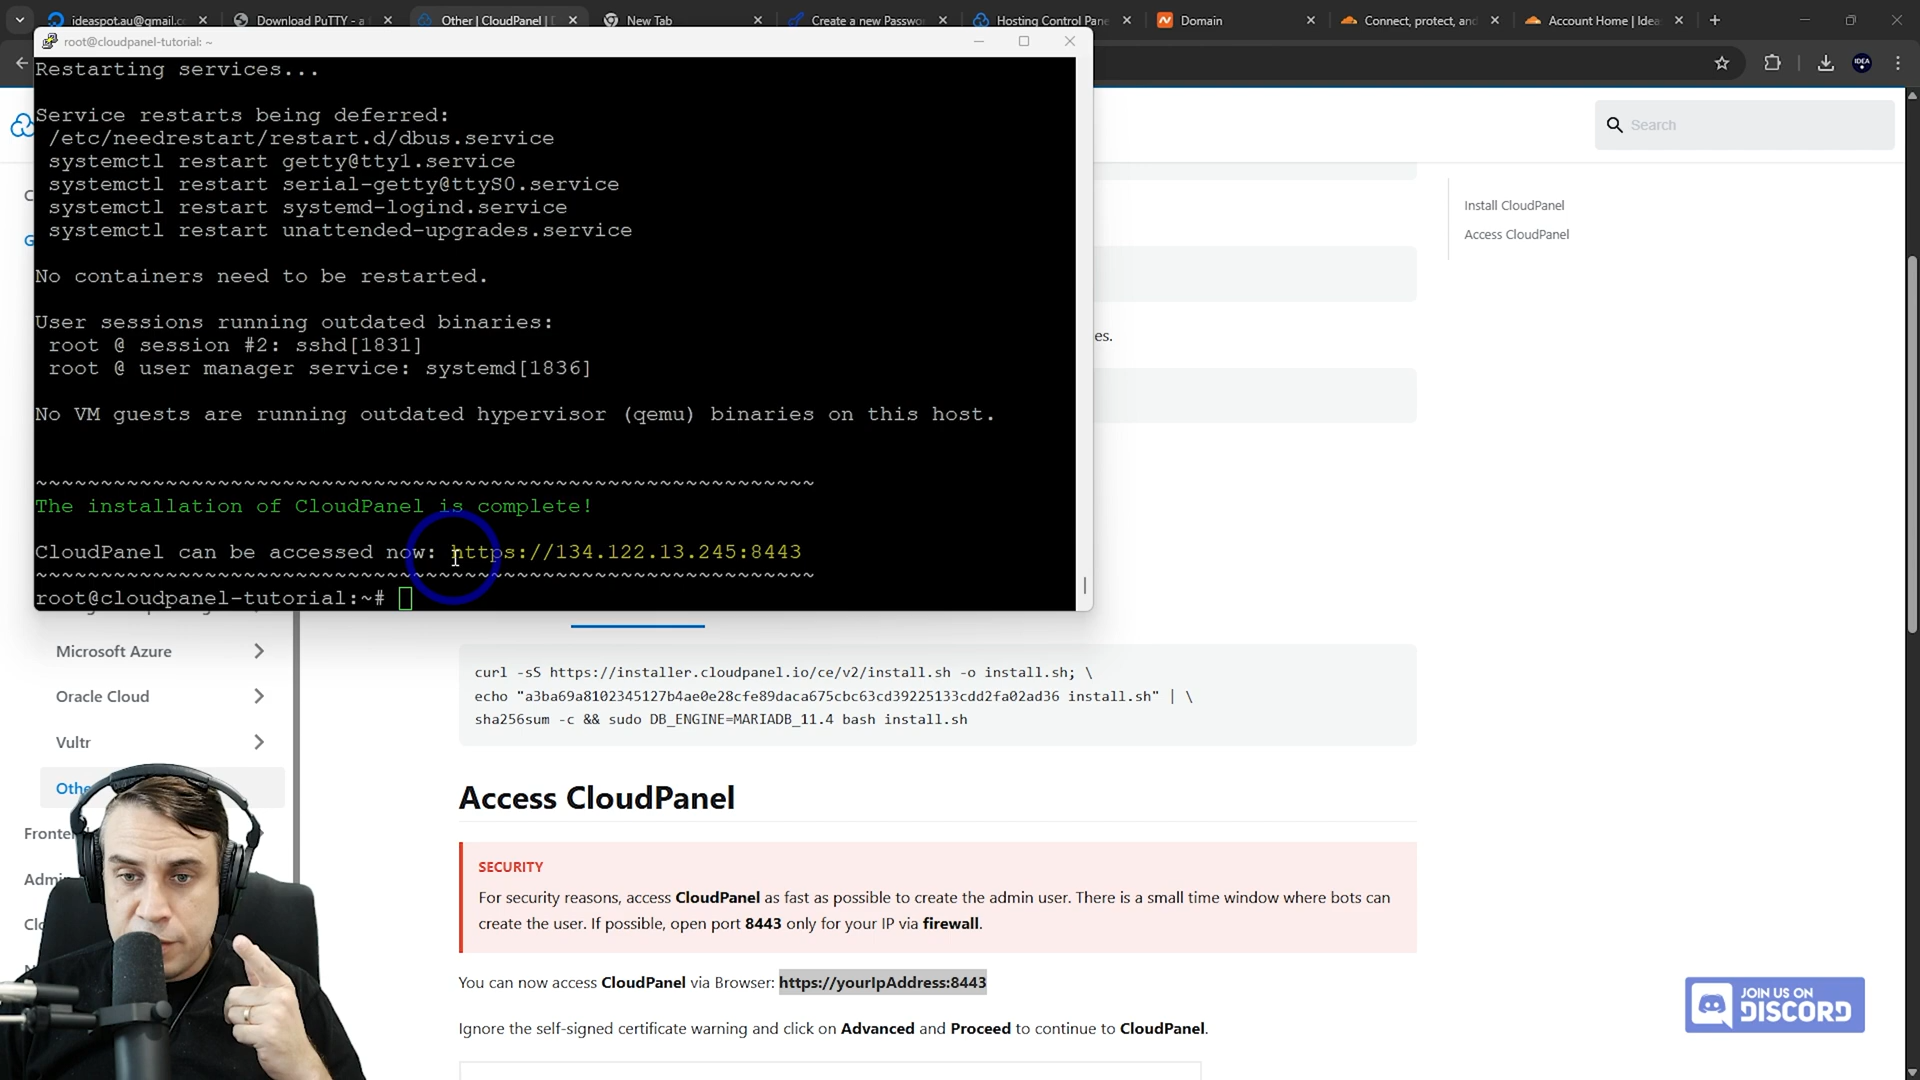 ideaspot.au@gmail.c
Download PuTTY - a
Other | CloudPanel | D
New Tab
Create a new Passwo
Hosting Control Pane
Domain
Connect, protect, and
Account Home | Idea
root@cloudpanel-tutorial: ~
IDEA
Restarting services...
Service restarts being deferred:
/etc/needrestart/restart.d/dbus.service
systemctl restart getty@tty1.service
systemctl restart serial-getty@ttyS0.service
systemctl restart systemd-logind.service
systemctl restart unattended-upgrades.service
No containers need to be restarted.
User sessions running outdated binaries:
root @ session #2: sshd[1831]
root @ user manager service: systemd[1836]
No VM guests are running outdated hypervisor (qemu) binaries on this host.
~~~~~~~~~~~~~~~~~~~~~~~~~~~~~~~~~~~~~~~~~~~~~~~~~~~~~~~~~~~~
The installation of CloudPanel is complete!
CloudPanel can be accessed now: https://134.122.13.245:8443
~~~~~~~~~~~~~~~~~~~~~~~~~~~~~~~~~~~~~~~~~~~~~~~~~~~~~~~~~~~~
root@cloudpanel-tutorial:~#
Search
Install CloudPanel
Access CloudPanel
es.
Microsoft Azure
Oracle Cloud
Vultr
Othe
Fronte
Admi
Clo
curl -sS https://installer.cloudpanel.io/ce/v2/install.sh -o install.sh; \
echo "a3ba69a8102345127b4ae0e28cfe89daca675cbc63cd39225133cdd2fa02ad36 install.sh" | \
sha256sum -c && sudo DB_ENGINE=MARIADB_11.4 bash install.sh
Access CloudPanel
SECURITY
For security reasons, access CloudPanel as fast as possible to create the admin user. There is a small time window where bots can
create the user. If possible, open port 8443 only for your IP via firewall.
You can now access CloudPanel via Browser: https://yourIpAddress:8443
Ignore the self-signed certificate warning and click on Advanced and Proceed to continue to CloudPanel.
JOIN US ON
DISCORD